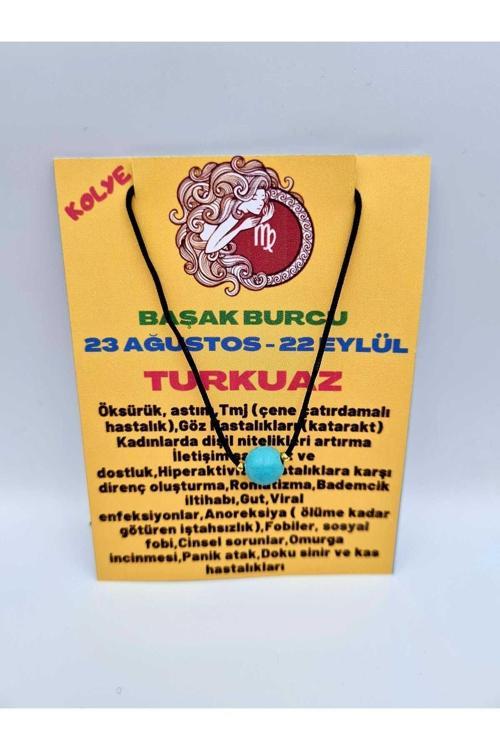 KOLYE
BAŞAK BURCU
23 AĞUSTOS - 22 EYLÜL
TURKUAZ
Öksürük, astım,Tmj (çene çatırdamalı
hastalık),Göz hastalıkları(katarakt)
Kadınlarda dişil nitelikleri artırma
İletişim ve
dostluk,Hiperaktivi hastalıklara karşı
direnç oluşturma,Romatizma,Bademcik
iltihabı,Gut,Viral
enfeksiyonlar,Anoreksiya ( ölüme kadar
götüren iştahsızlık),Fobiler, sosyal
fobi,Cinsel sorunlar,Omurga
incinmesi,Panik atak,Doku sinir ve kas
hastalıkları